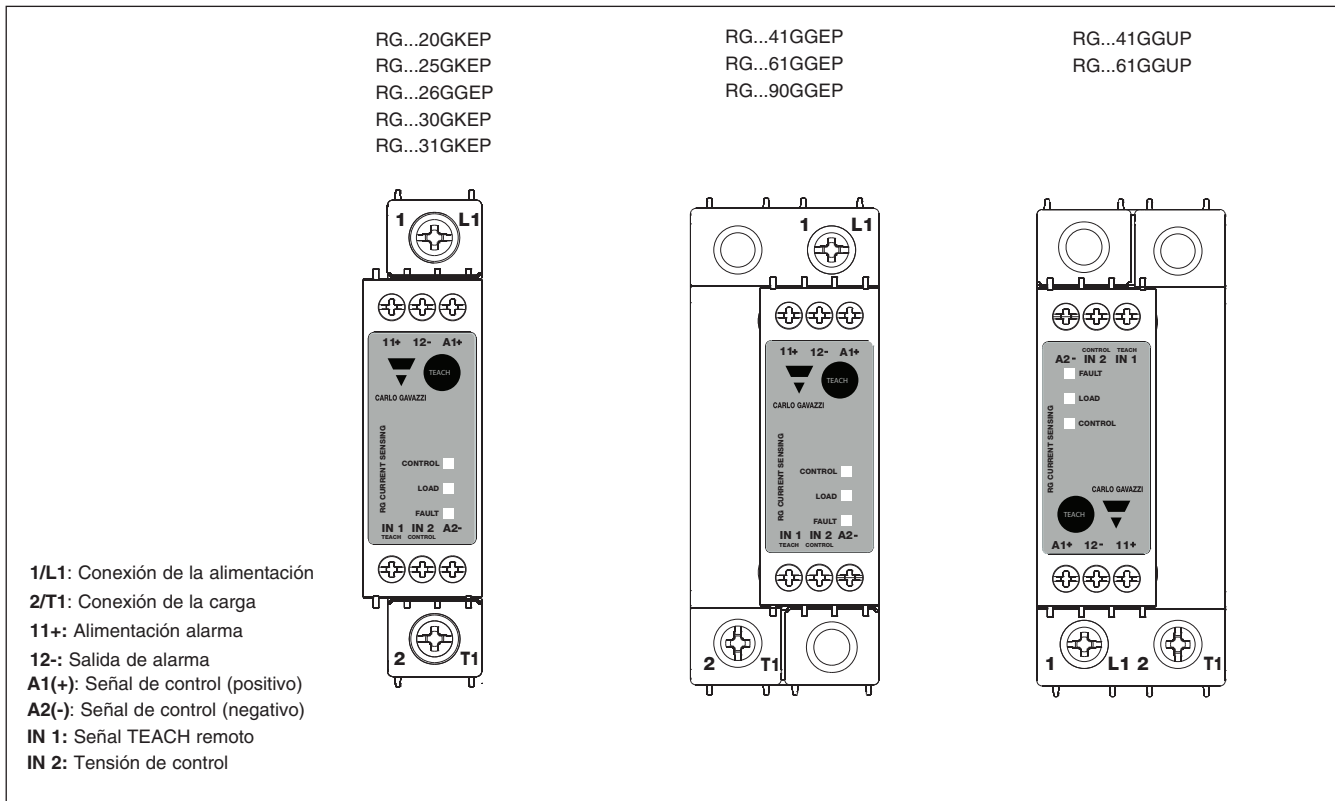 RG...20GKEP
RG...25GKEP
RG...26GGEP
RG...30GKEP
RG...31GKEP
RG...41GGEP
RG...61GGEP
RG...90GGEP
RG...41GGUP
RG...61GGUP
1 L1
11+ 12- A1+
TEACH
CARLO GAVAZZI
RG CURRENT SENSING
CONTROL
LOAD
FAULT
IN 1 IN 2 A2-
TEACH CONTROL
2 T1
1 L1
11+ 12- A1+
TEACH
CARLO GAVAZZI
RG CURRENT SENSING
CONTROL
LOAD
FAULT
IN 1 IN 2 A2-
TEACH CONTROL
2 T1
CONTROL TEACH
A2- IN 2 IN 1
FAULT
LOAD
CONTROL
RG CURRENT SENSING
CARLO GAVAZZI
TEACH
A1+ 12- 11+
1 L1 2 T1
1/L1: Conexión de la alimentación
2/T1: Conexión de la carga
11+: Alimentación alarma
12-: Salida de alarma
A1(+): Señal de control (positivo)
A2(-): Señal de control (negativo)
IN 1: Señal TEACH remoto
IN 2: Tensión de control